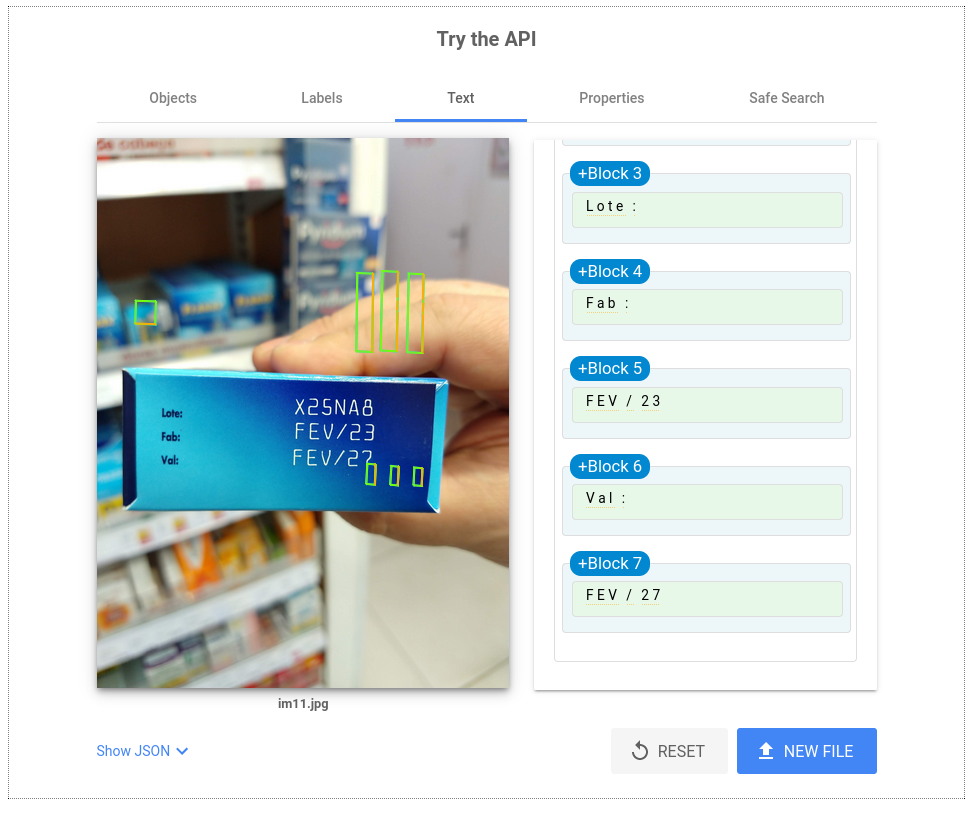 Try the API
Objects
Labels
Text
Properties
Safe Search
Lote:
X25NA8
Fab:
FEV/23
Val:
FEV/27
+Block 3
Lote :
+Block 4
Fab :
+Block 5
FEV / 23
+Block 6
Val :
+Block 7
FEV / 27
im11.jpg
Show JSON
RESET
NEW FILE